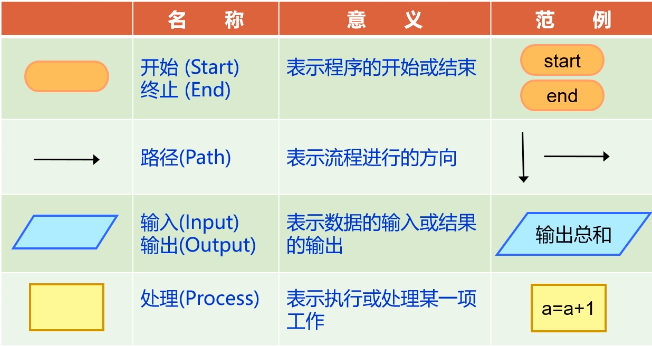 名 称 意 义 范 例
开始 (Start)
终止 (End)
表示程序的开始或结束
start
end
路径(Path)
表示流程进行的方向
输入(Input)
输出(Output)
表示数据的输入或结果
的输出
输出总和
处理(Process)
表示执行或处理某一项
工作
a=a+1